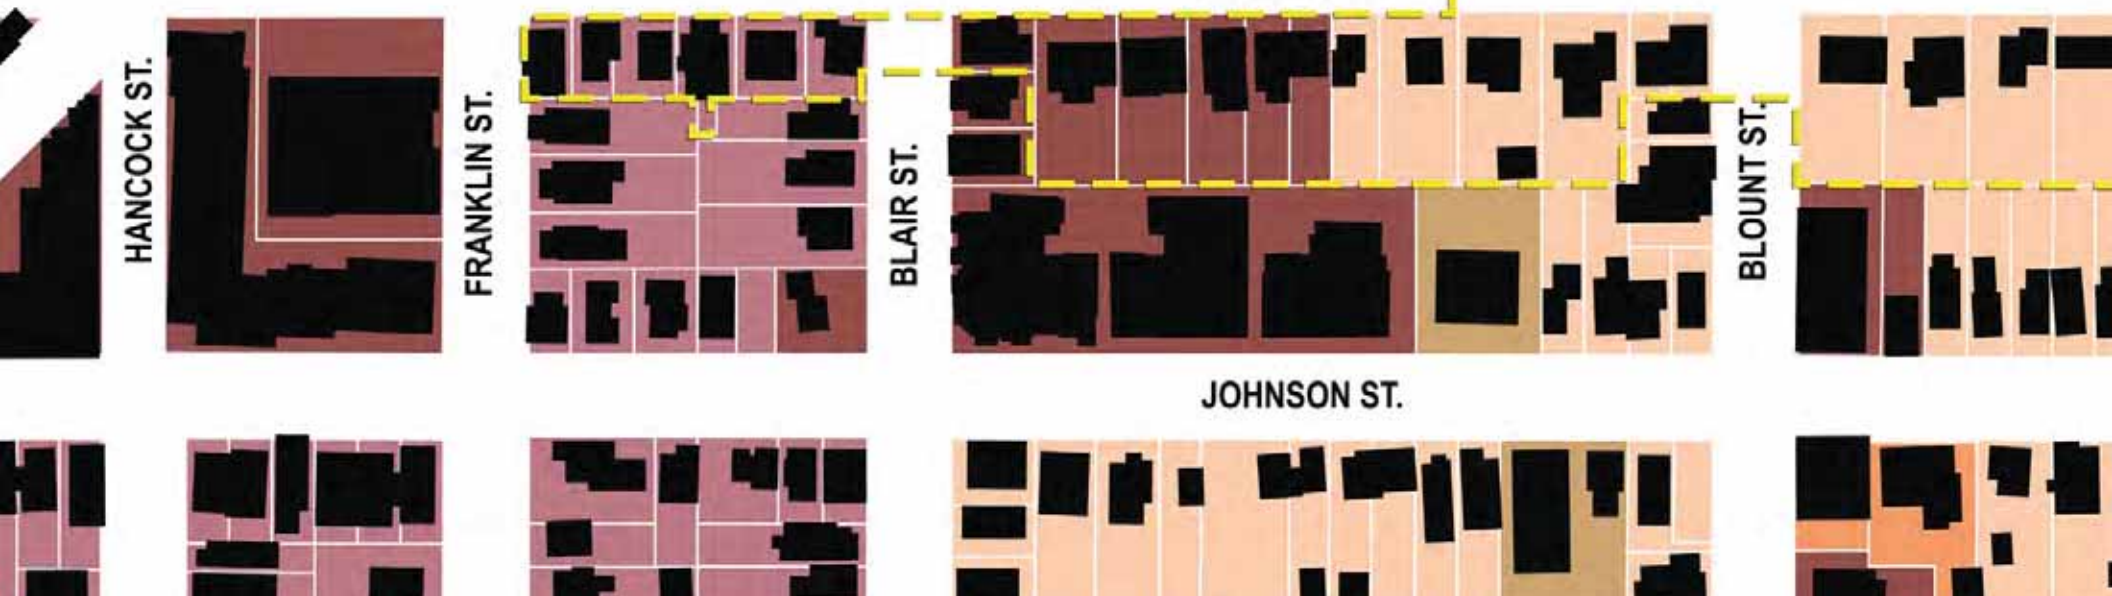 HANCOCK ST.
FRANKLIN ST.
BLAIR ST.
BLOUNT ST.
JOHNSON ST.